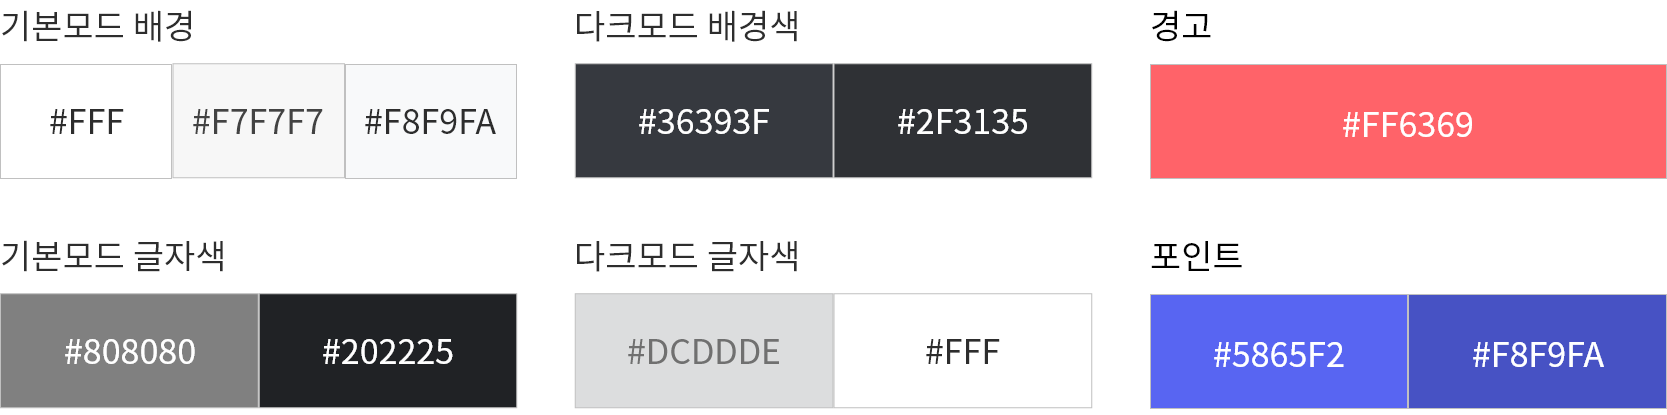 기본모드 배경
#FFF #F7F7F7 #F8F9FA
다크모드 배경색
#36393F #2F3135
경고
#FF6369
기본모드 글자색
#808080 #202225
다크모드 글자색
#DCDDDE #FFF
포인트
#5865F2 #F8F9FA